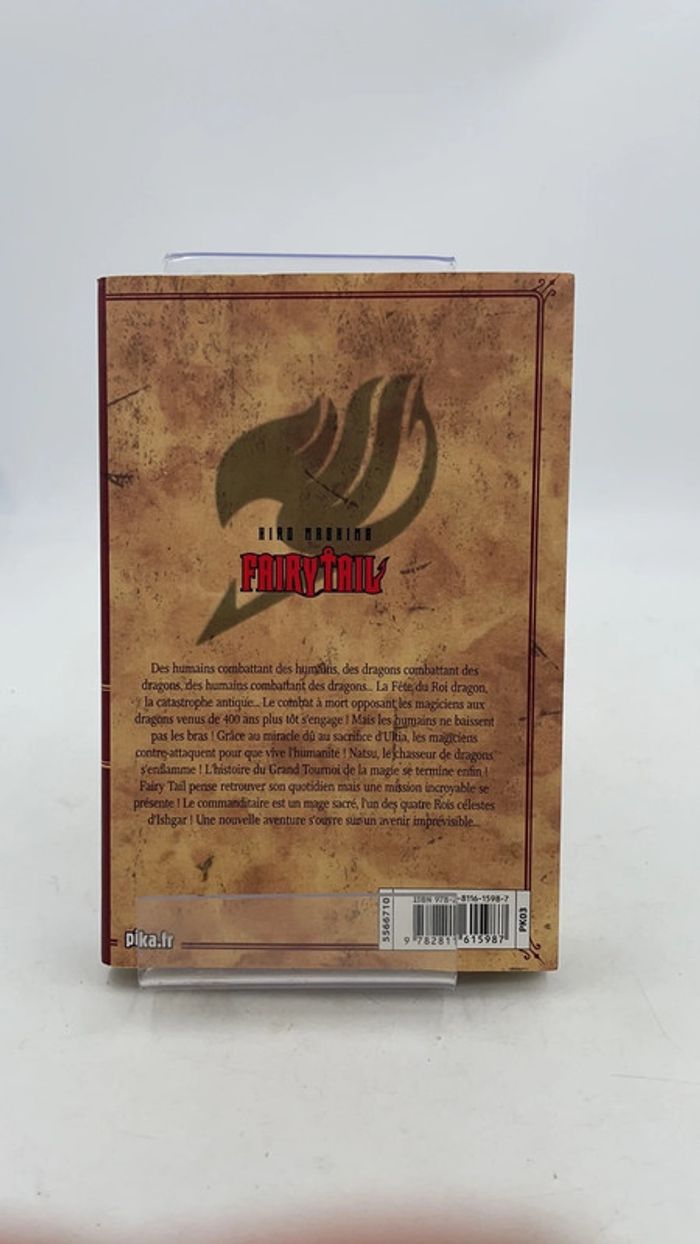 HIRO MASHIMA
FAIRY TAIL
Des humains combattant des humains, des dragons combattant des
dragons, des humains combattant des dragons... La Fête du Roi dragon,
la catastrophe antique... Le combat à mort opposant les magiciens aux
dragons venus de 400 ans plus tôt s'engage ! Mais les humains ne baissent
pas les bras ! Grâce au miracle dû au sacrifice d'Ultia, les magiciens
contre-attaquent pour que vive l'humanité ! Natsu, le chasseur de dragons
s'enflamme ! L'histoire du Grand Tournoi de la magie se termine enfin !
Fairy Tail pense retrouver son quotidien mais une mission incroyable se
présente ! Le commanditaire est un mage sacré, l'un des quatre Rois célestes
d'Ishgar ! Une nouvelle aventure s'ouvre sur un avenir imprévisible...
pika.fr
5566710
ISBN 978-2-8116-1598-7
9 782811 615987
PK03